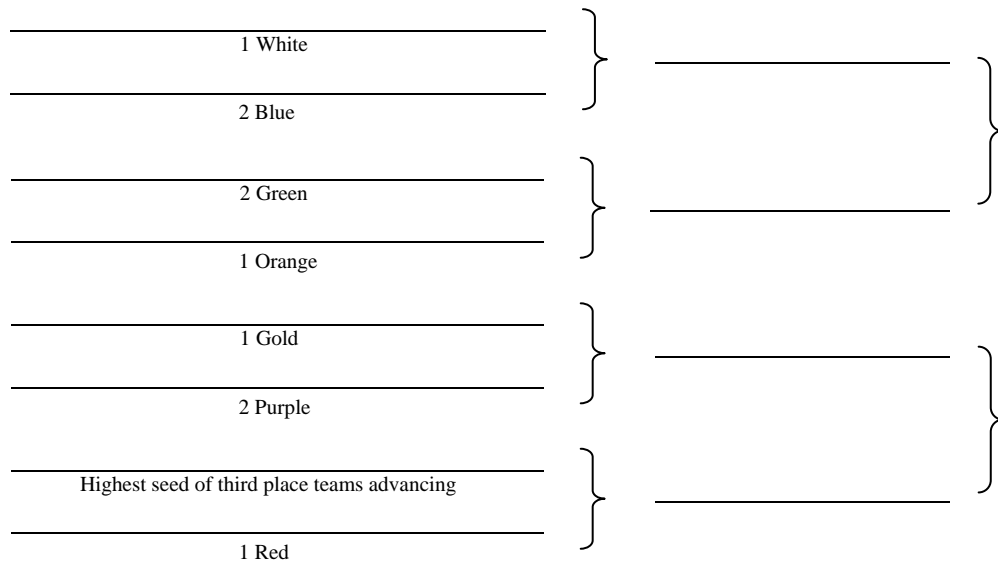 1 White
2 Blue
2 Green
1 Orange
1 Gold
2 Purple
Highest seed of third place teams advancing
1 Red